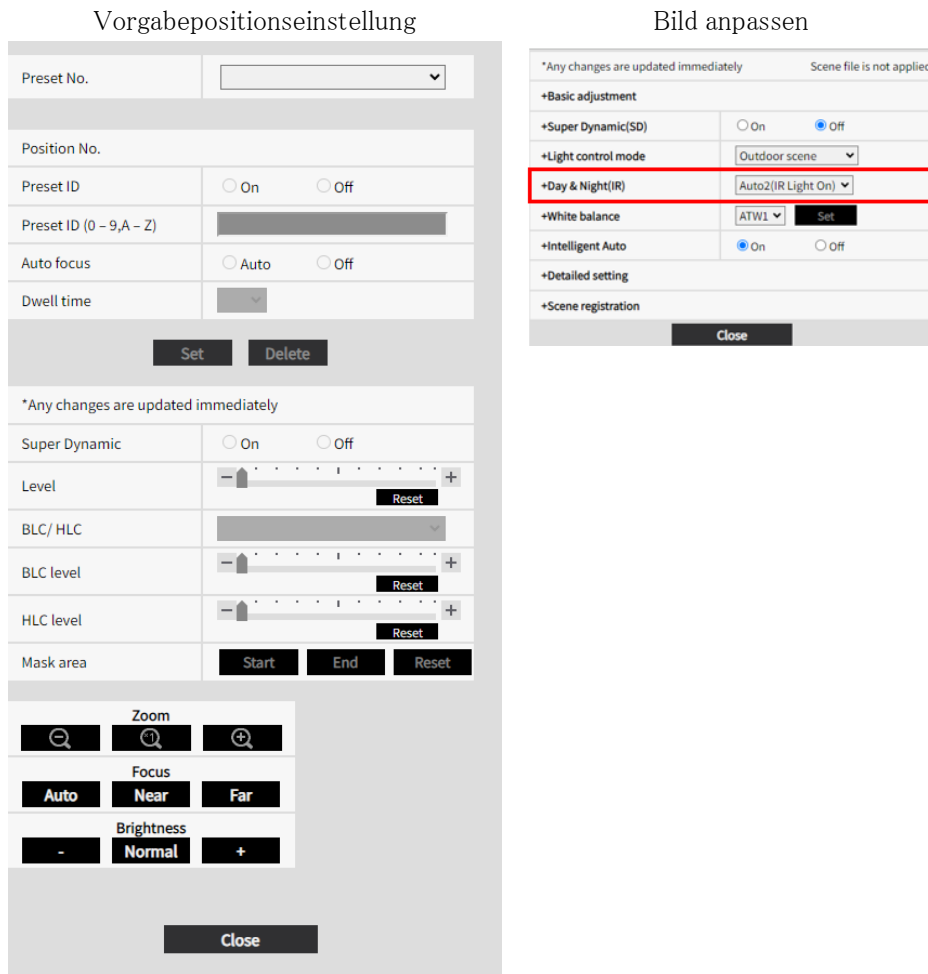 Vorgabepositionseinstellung
Preset No.
Position No.
Preset ID On Off
Preset ID (0 – 9,A – Z)
Auto focus Auto Off
Dwell time
Set Delete
*Any changes are updated immediately
Super Dynamic On Off
Level
Reset
BLC/ HLC
BLC level
Reset
HLC level
Reset
Mask area Start End Reset
Zoom
×1
Focus
Auto Near Far
Brightness
- Normal +
Close
Bild anpassen
*Any changes are updated immediately Scene file is not applied
+Basic adjustment
+Super Dynamic(SD) On Off
+Light control mode Outdoor scene
+Day & Night(IR) Auto2(IR Light On)
+White balance ATW1 Set
+Intelligent Auto On Off
+Detailed setting
+Scene registration
Close